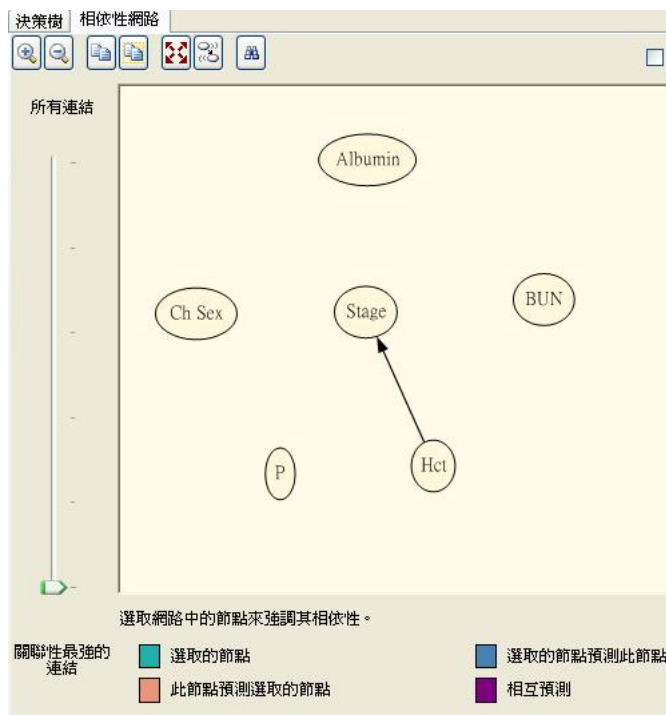 決策樹 相依性網路
所有連結
Albumin
Ch Sex
Stage
BUN
P
Hct
選取網路中的節點來強調其相依性。
關聯性最強的
連結
選取的節點
選取的節點預測此節點
此節點預測選取的節點
相互預測